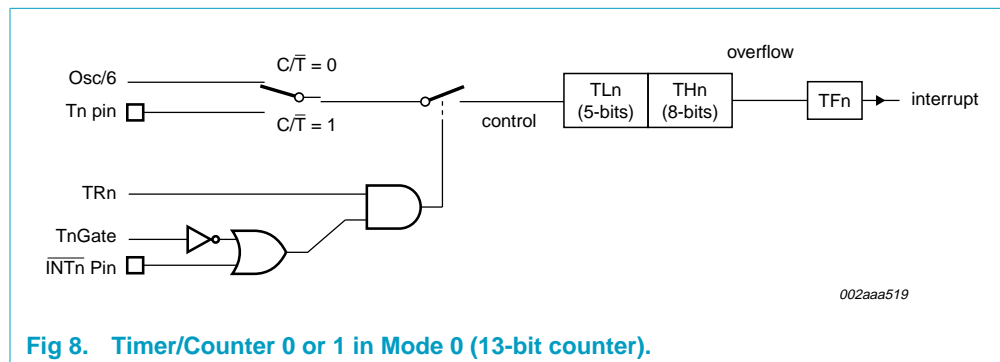 overflow
C/T̅ = 0
Osc/6
Tn pin
C/T̅ = 1
control
TLn
(5-bits)
THn
(8-bits)
TFn
interrupt
TRn
TnGate
I̅N̅T̅n̅ Pin
002aaa519
Fig 8. Timer/Counter 0 or 1 in Mode 0 (13-bit counter).